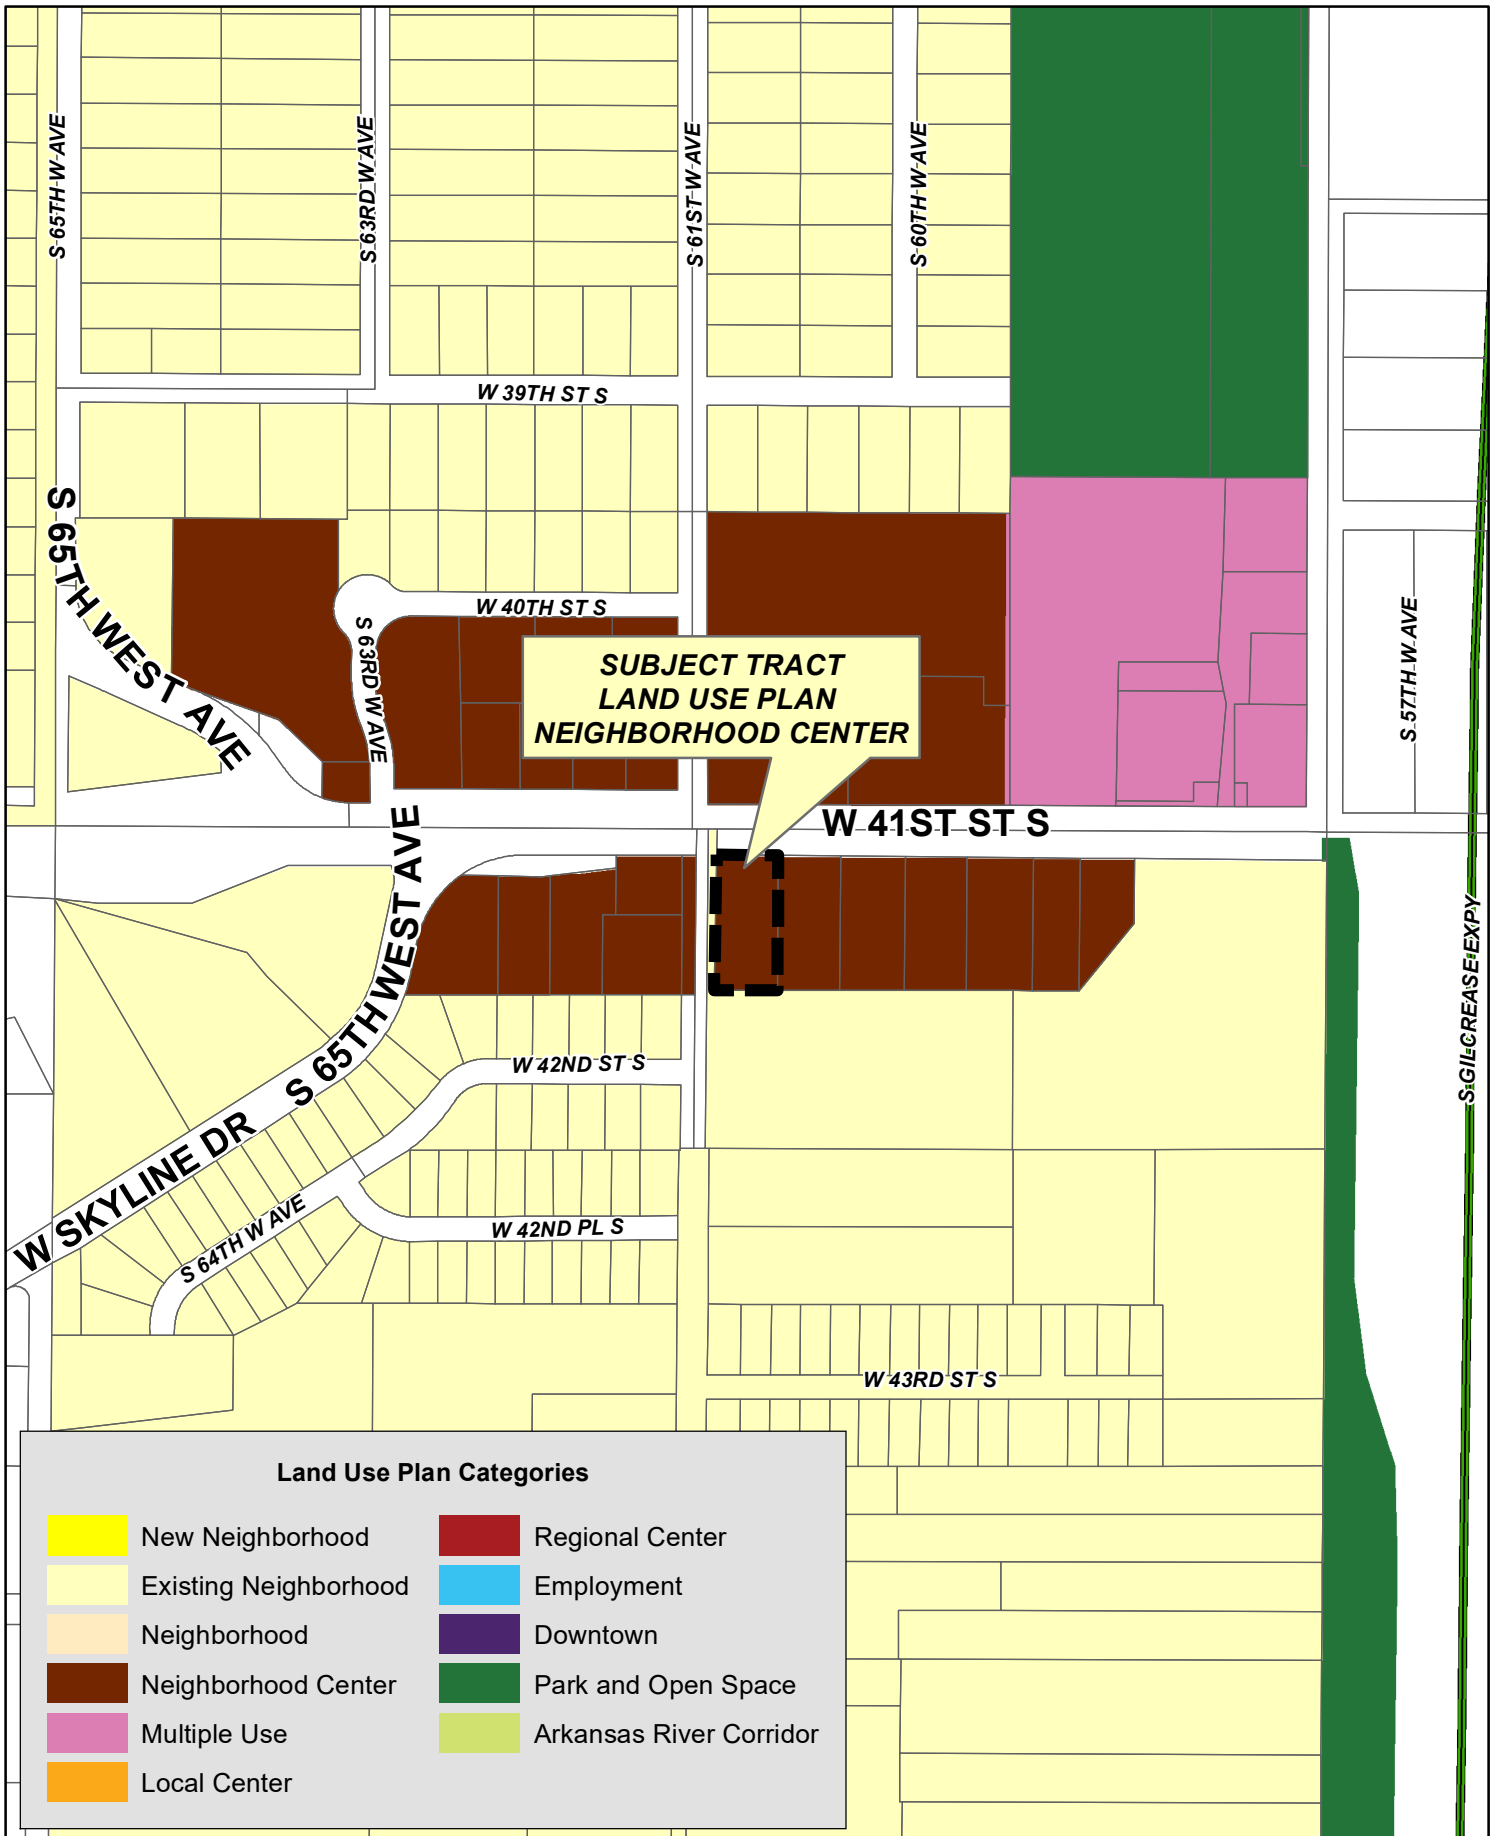 S 65TH W AVE
S 63RD W AVE
S 61ST W AVE
S 60TH W AVE
W 39TH ST S
S 65TH WEST AVE
W 40TH ST S
S 63RD W AVE
S 57TH W AVE
SUBJECT TRACT
LAND USE PLAN
NEIGHBORHOOD CENTER
W 41ST ST S
S 65TH WEST AVE
S GILCREASE EXPY
W 42ND ST S
W SKYLINE DR
S 64TH W AVE
W 42ND PL S
W 43RD ST S
Land Use Plan Categories
New Neighborhood
Existing Neighborhood
Neighborhood
Neighborhood Center
Multiple Use
Local Center
Regional Center
Employment
Downtown
Park and Open Space
Arkansas River Corridor